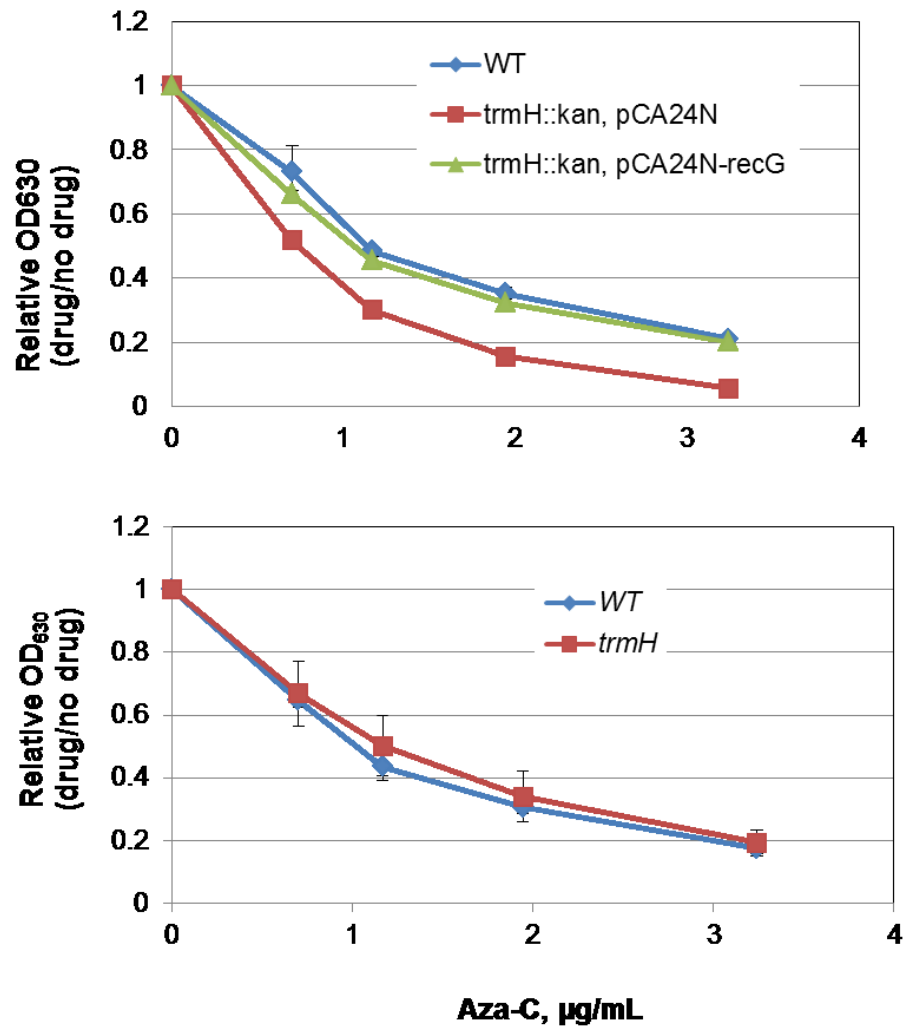 1.2
1
0.8
0.6
0.4
0.2
0
Relative OD630
(drug/no drug)
WT
trmH::kan, pCA24N
trmH::kan, pCA24N-recG
0
1
2
3
4
1.2
1
0.8
0.6
0.4
0.2
0
Relative OD₆₃₀
(drug/no drug)
WT
trmH
0
1
2
3
4
Aza-C, µg/mL